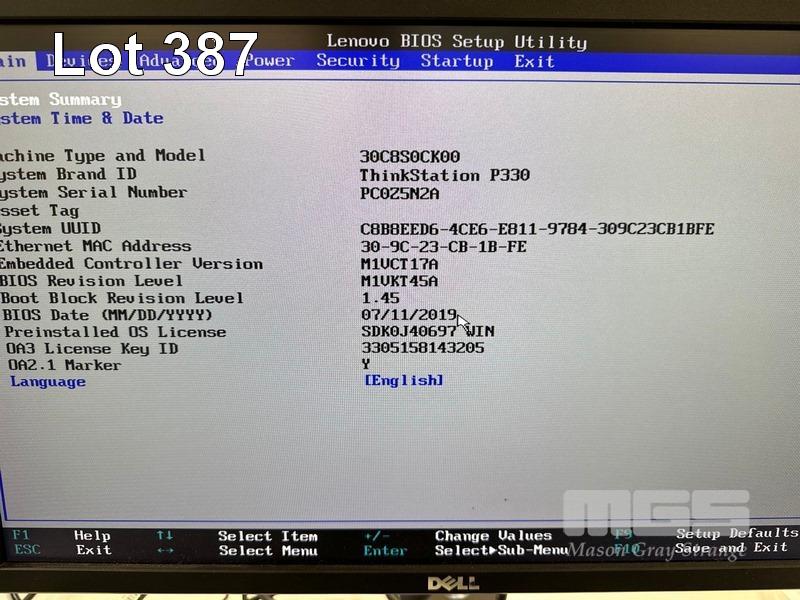 Lot 387
Lenovo BIOS Setup Utility
ain Devices Advanced Power Security Startup Exit
stem Summary
stem Time & Date
achine Type and Model 30C8S0CK00
ystem Brand ID ThinkStation P330
ystem Serial Number PC0Z5N2A
sset Tag
System UUID C8B8EED6-4CE6-E811-9784-309C23CB1BFE
Ethernet MAC Address 30-9C-23-CB-1B-FE
Embedded Controller Version M1VCT17A
BIOS Revision Level M1VKT45A
Boot Block Revision Level 1.45
BIOS Date (MM/DD/YYYY) 07/11/2019
Preinstalled OS License SDK0J40697 WIN
OA3 License Key ID 3305158143205
OA2.1 Marker Y
Language [English]
MGS
Mason Gray Strange
F1 Help ↑↓ Select Item +/- Change Values F9 Setup Defaults
ESC Exit ↔ Select Menu Enter Select▸Sub-Menu F10 Save and Exit
DELL